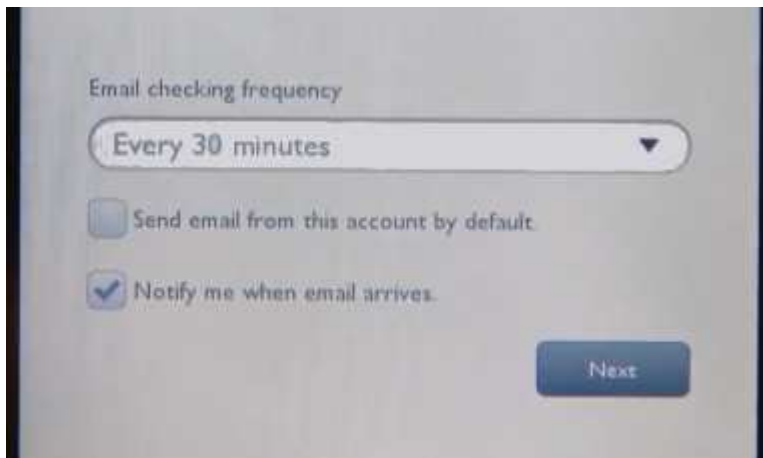 Email checking frequency
Every 30 minutes
Send email from this account by default.
Notify me when email arrives.
Next